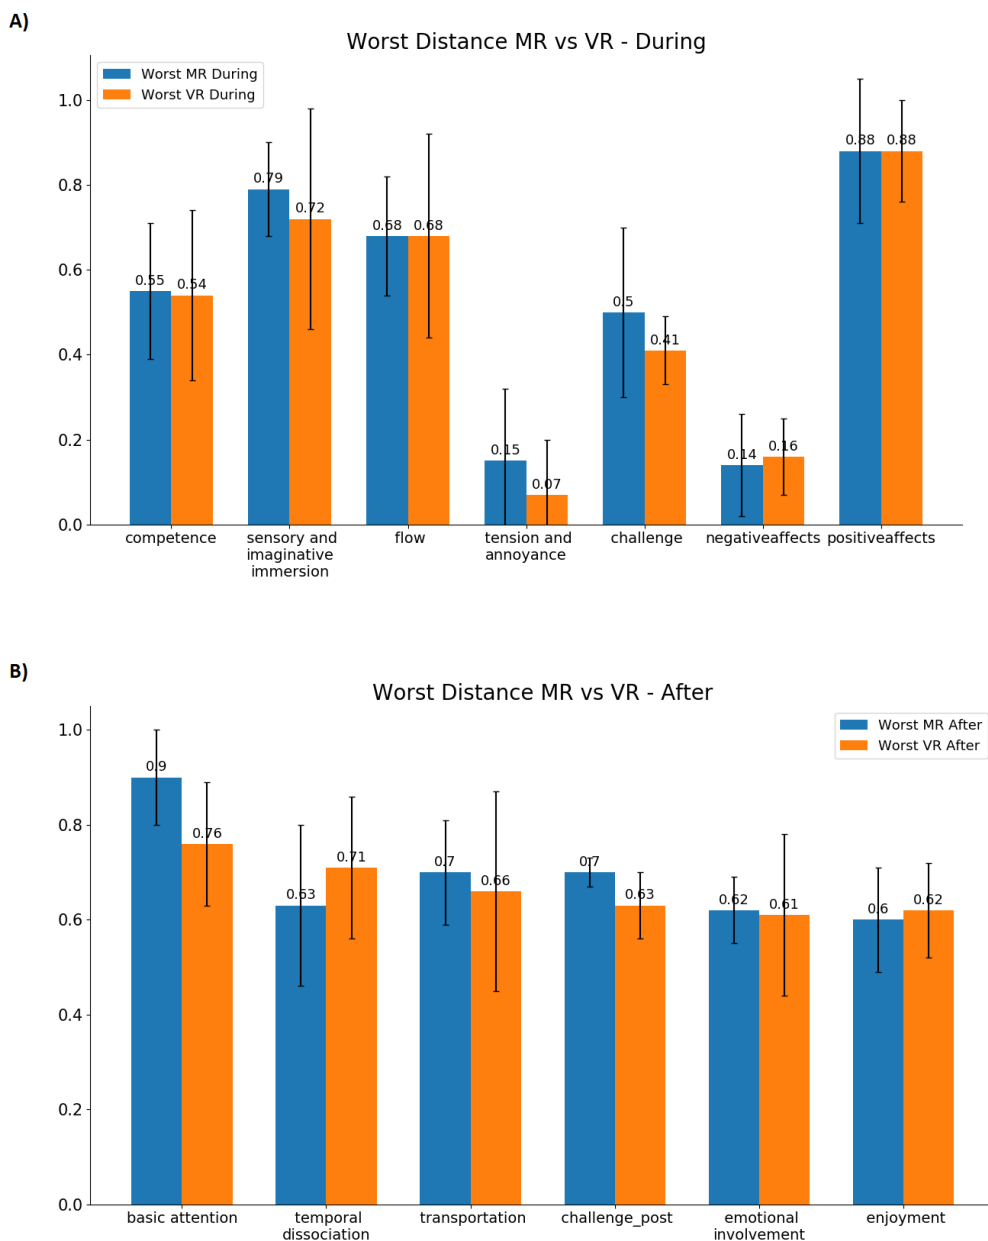 A)
Worst Distance MR vs VR - During
Worst MR During
Worst VR During
1.0
0.8
0.6
0.4
0.2
0.0
0.55
0.54
0.79
0.72
0.68
0.68
0.15
0.07
0.5
0.41
0.14
0.16
0.88
0.88
competence
sensory and
imaginative
immersion
flow
tension and
annoyance
challenge
negativeaffects
positiveaffects
B)
Worst Distance MR vs VR - After
Worst MR After
Worst VR After
1.0
0.8
0.6
0.4
0.2
0.0
0.9
0.76
0.63
0.71
0.7
0.66
0.7
0.63
0.62
0.61
0.6
0.62
basic attention
temporal
dissociation
transportation
challenge_post
emotional
involvement
enjoyment